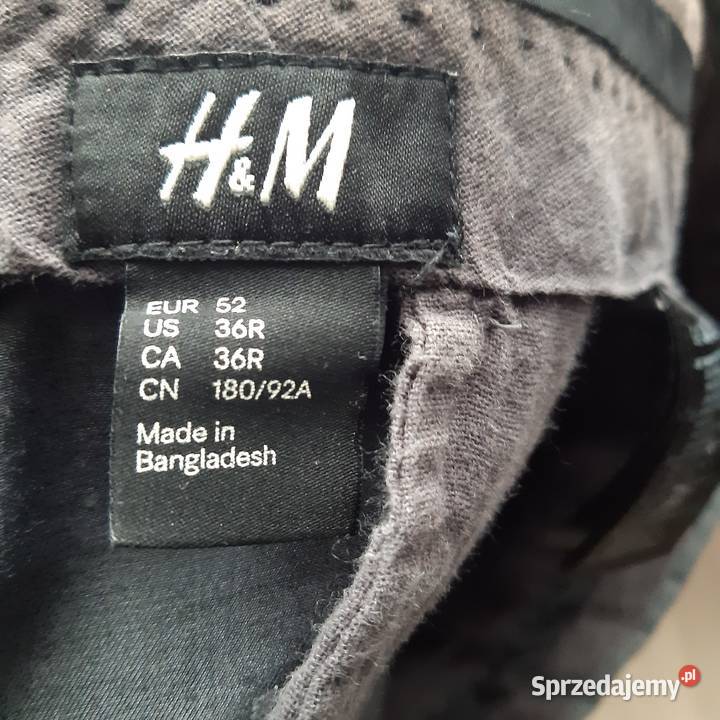 H&M
EUR 52
US 36R
CA 36R
CN 180/92A
Made in
Bangladesh
Sprzedajemy.pl